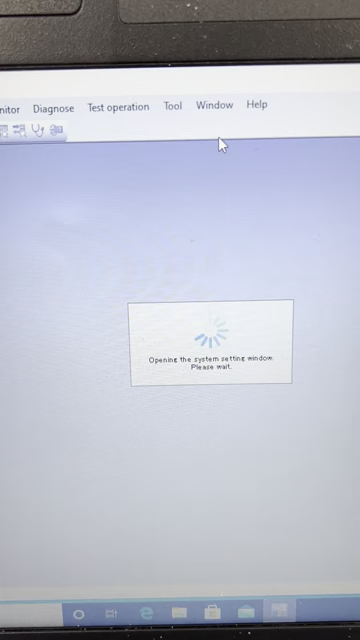 nitor Diagnose Test operation Tool Window Help
Opening the system setting window.
Please wait.